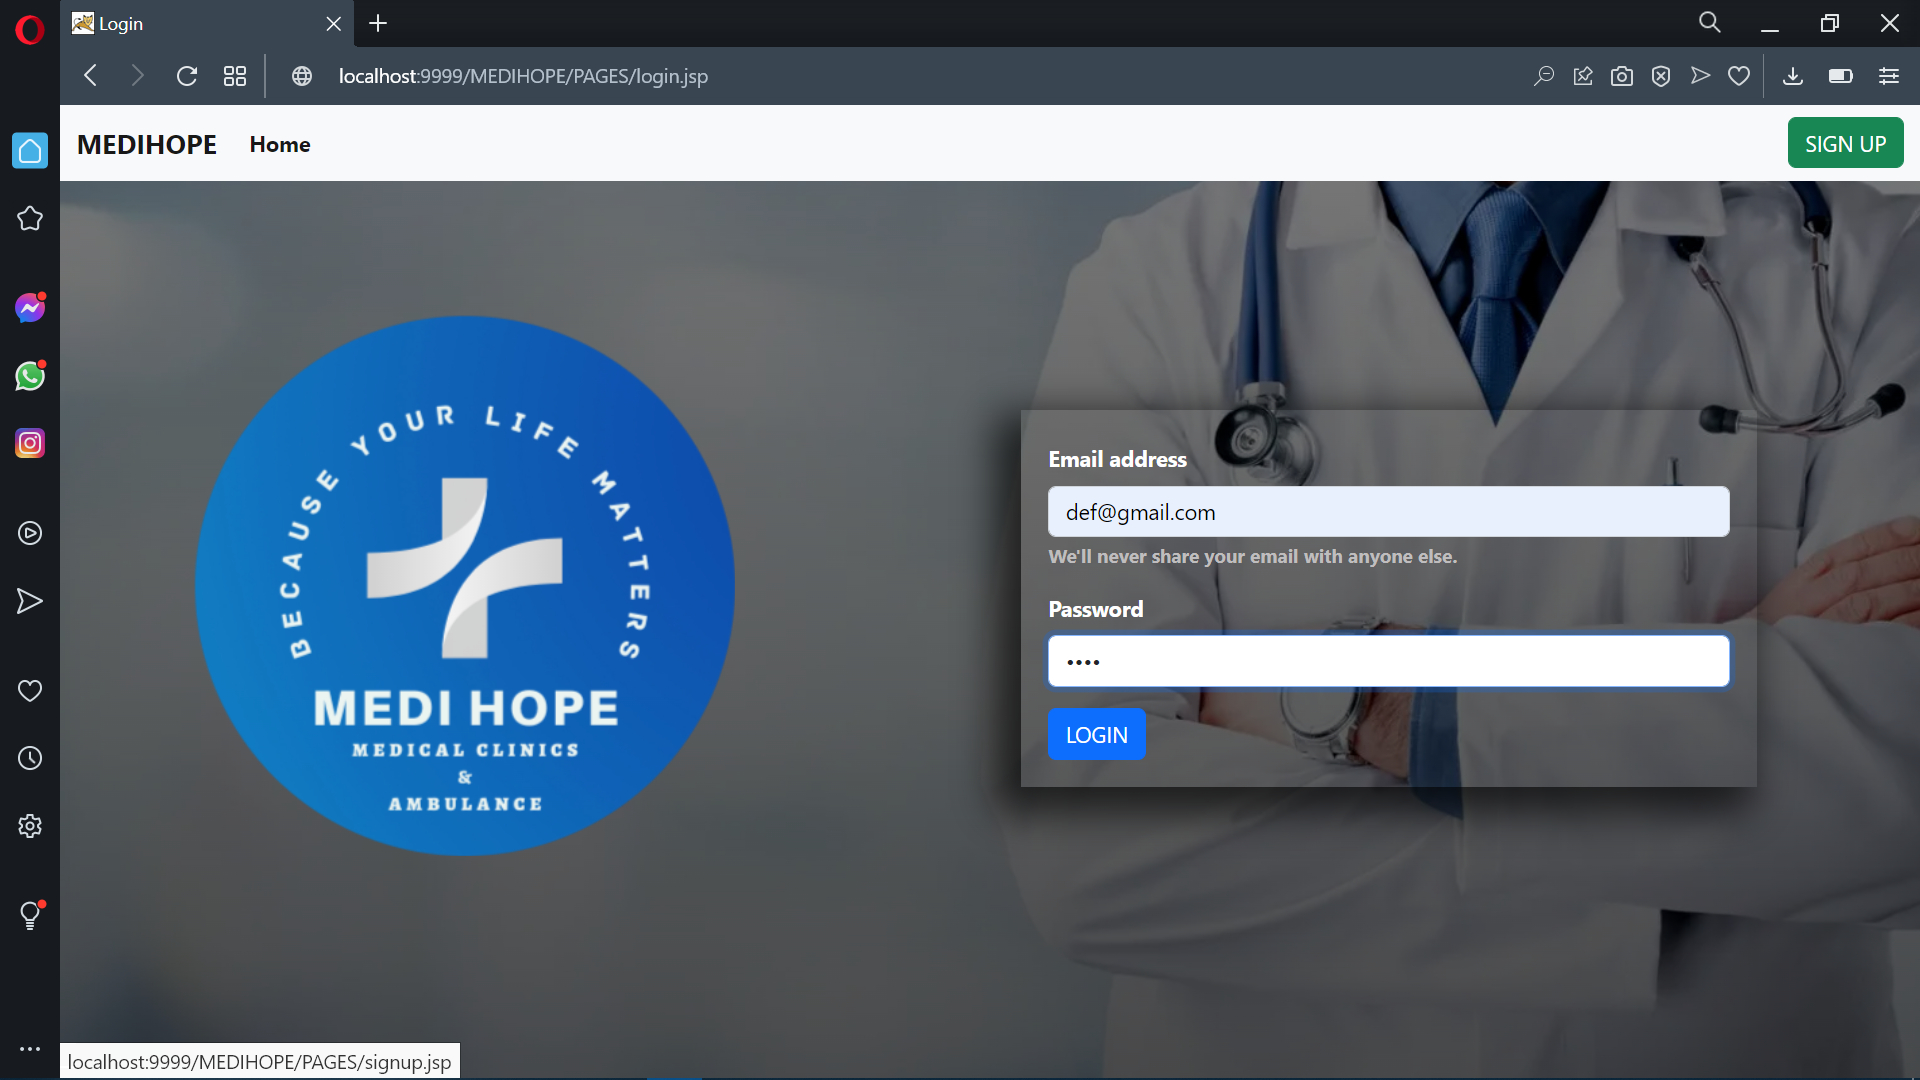 Login
localhost:9999/MEDIHOPE/PAGES/login.jsp
MEDIHOPE
Home
SIGN UP
BECAUSE YOUR LIFE MATTERS
MEDI HOPE
MEDICAL CLINICS
&
AMBULANCE
Email address
def@gmail.com
We'll never share your email with anyone else.
Password
••••
LOGIN
localhost:9999/MEDIHOPE/PAGES/signup.jsp